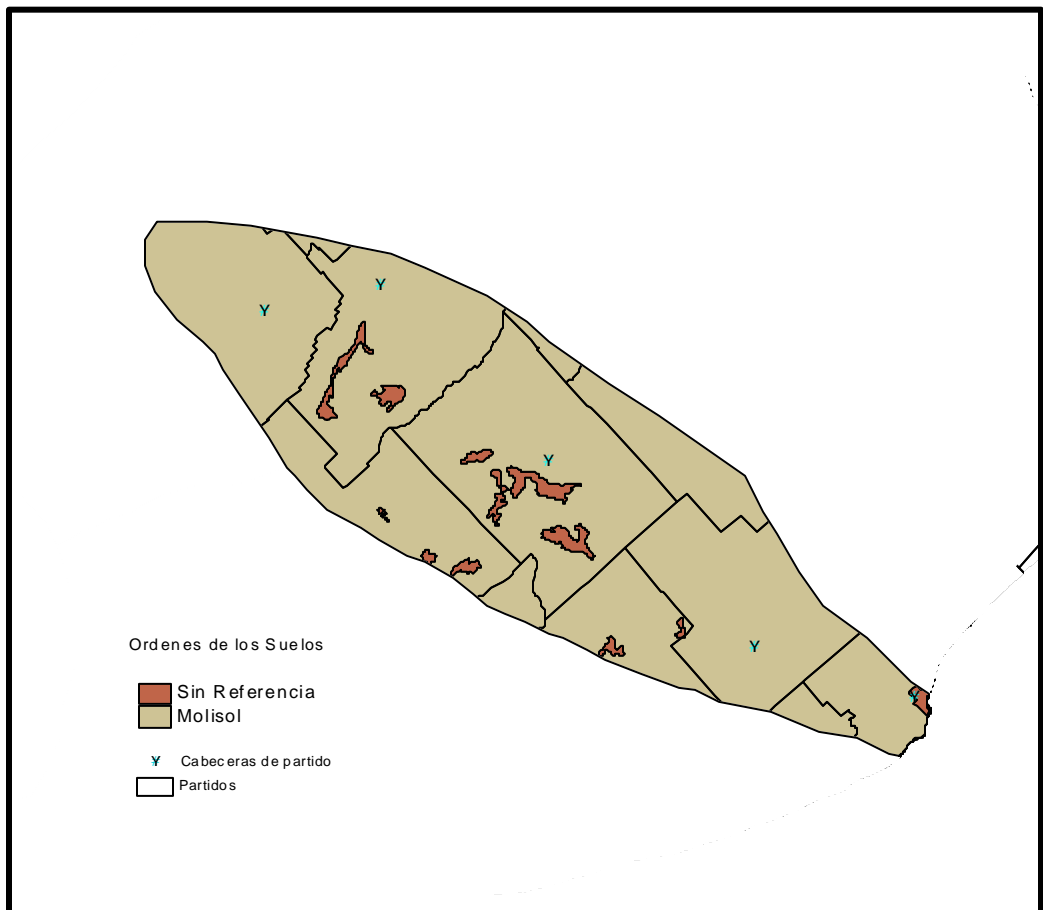 Ordenes de los Suelos
Sin Referencia
Molisol
Y Cabeceras de partido
Partidos
Y
Y
Y
Y
Y